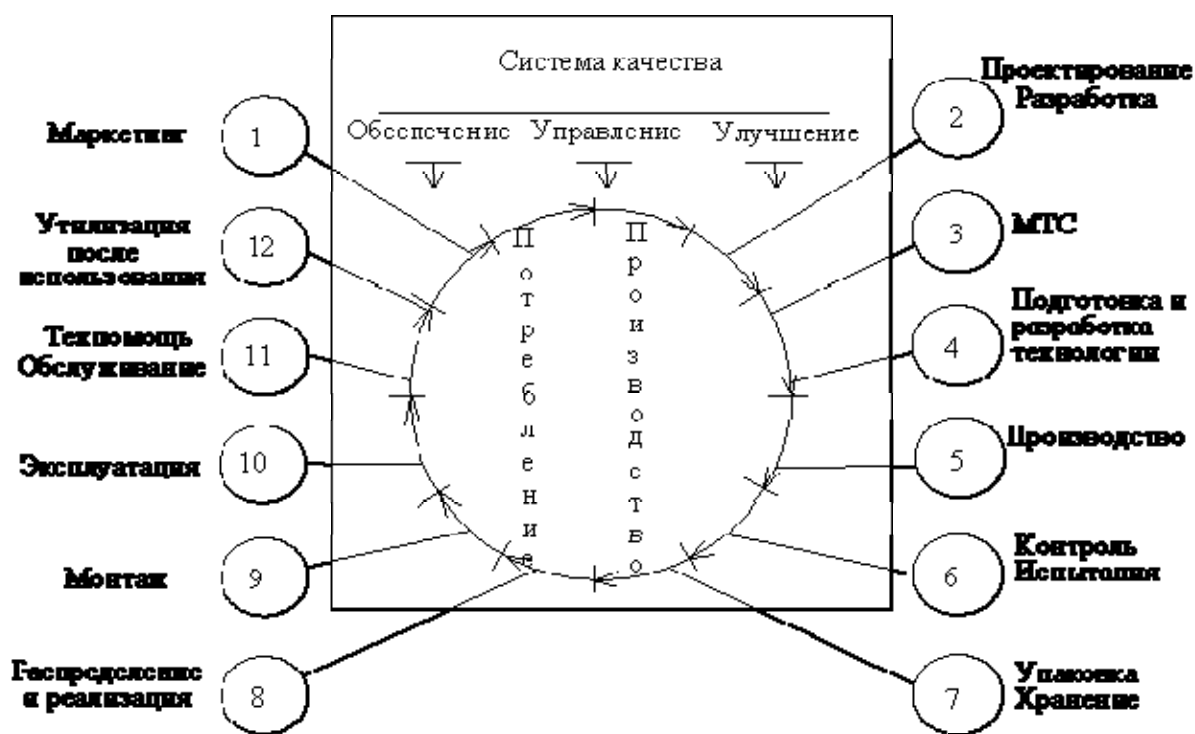 Система качества
Обеспечение Управление Улучшение
Потребление
Производство
1
Маркетинг
2
Проектирование
Разработка
3
МТС
4
Подготовка и
разработка
технологии
5
Производство
6
Контроль
Испытания
7
Упаковка
Хранение
8
Распределение
и реализация
9
Монтаж
10
Эксплуатация
11
Техпомощь
Обслуживание
12
Утилизация
после
использования